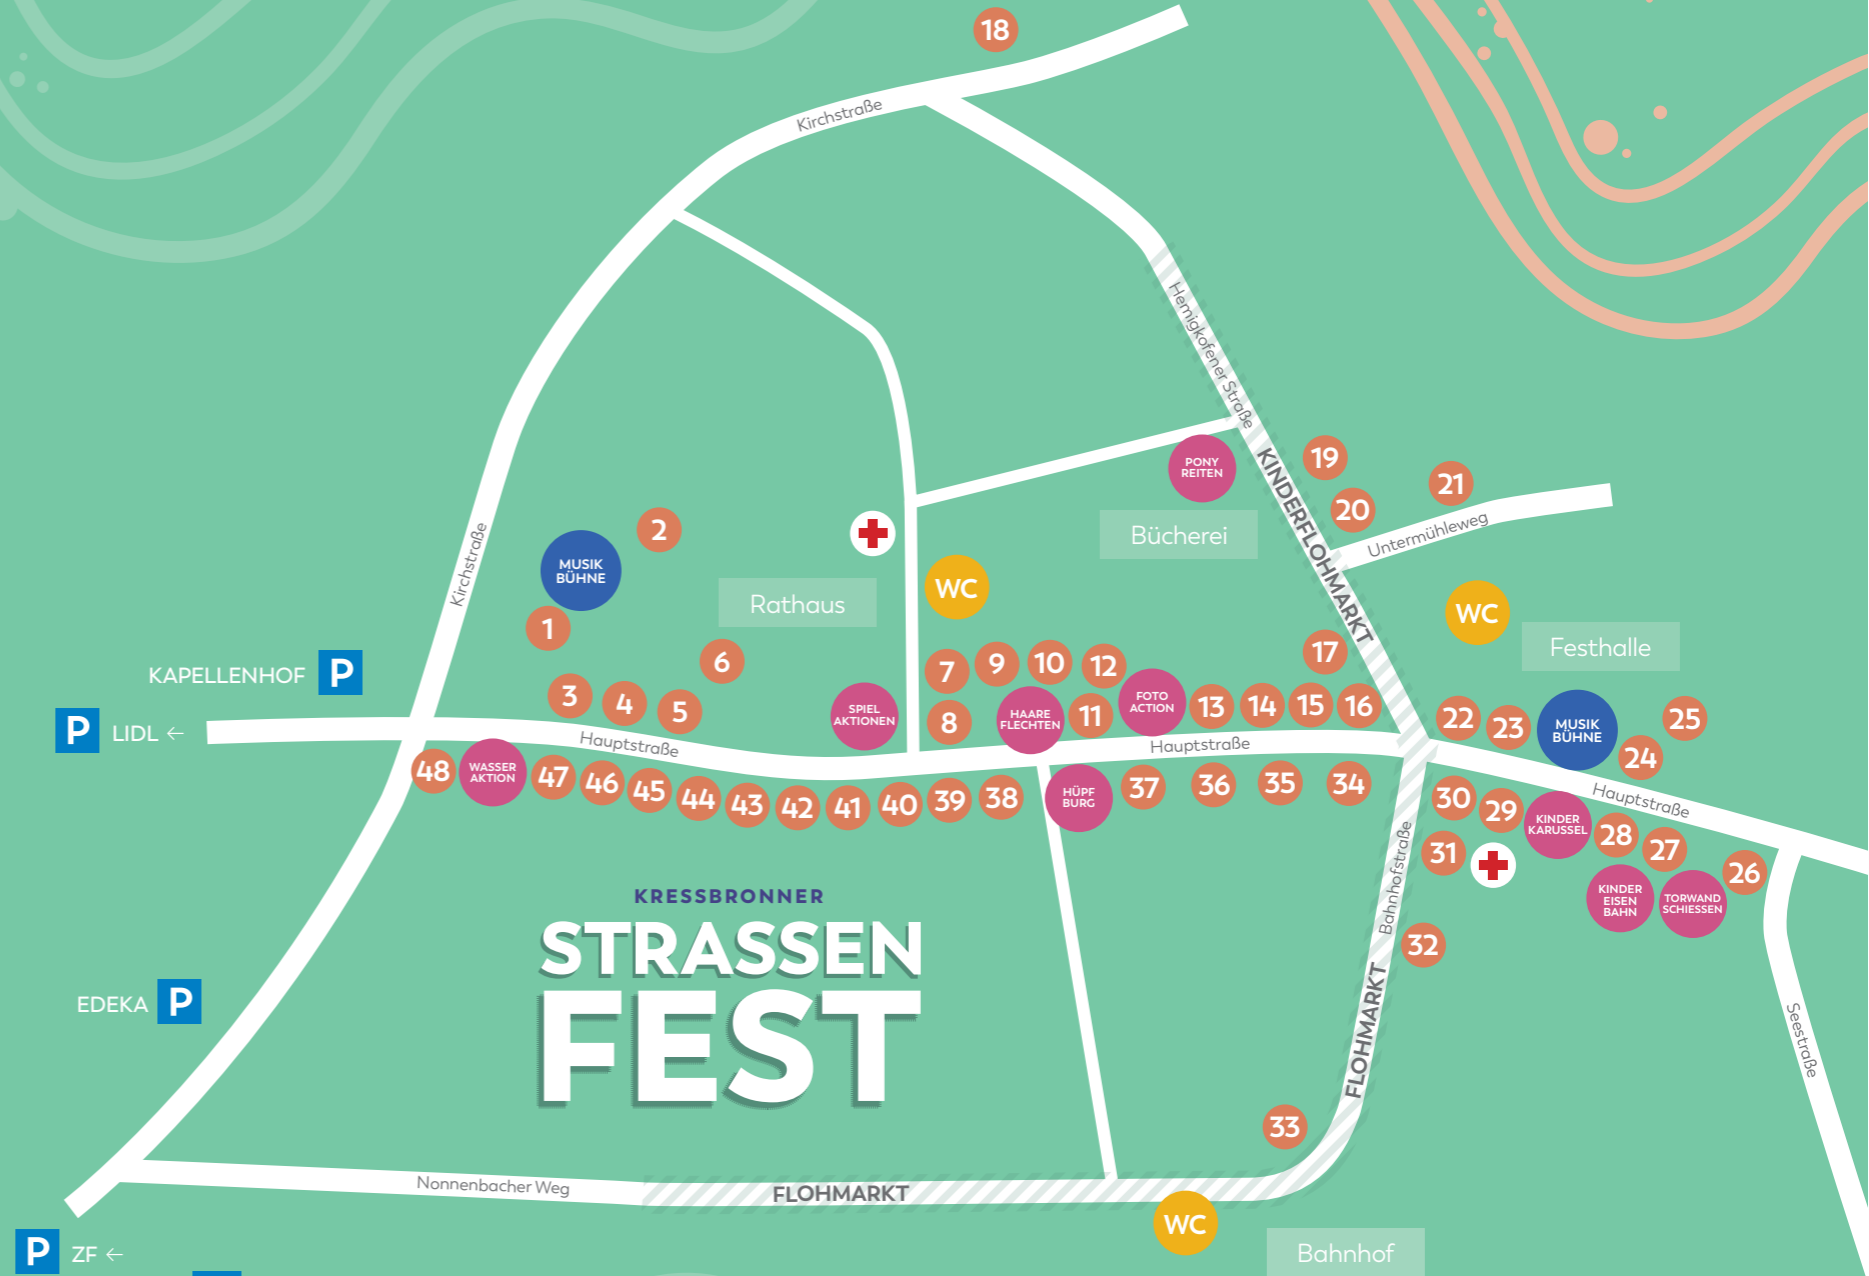 18
Kirchstraße
Hemigkofener Straße
PONY
REITEN
KINDERFLOHMARKT
19
20
21
Untermühleweg
Bücherei
2
MUSIK
BÜHNE
1
Kirchstraße
Rathaus
WC
WC
Festhalle
KAPELLENHOF P
P LIDL ←
3
4
5
6
SPIEL
AKTIONEN
7
8
9
10
HAARE
FLECHTEN
11
12
FOTO
ACTION
13
14
15
16
17
22
23
MUSIK
BÜHNE
24
25
Hauptstraße
Hauptstraße
Hauptstraße
48
WASSER
AKTION
47
46
45
44
43
42
41
40
39
38
HÜPF
BURG
37
36
35
34
30
29
31
KINDER
KARUSSEL
28
27
26
KINDER
EISEN
BAHN
TORWAND
SCHIESSEN
Bahnhofstraße
32
FLOHMARKT
Seestraße
KRESSBRONNER
STRASSEN
FEST
EDEKA P
33
Nonnenbacher Weg
FLOHMARKT
WC
Bahnhof
P ZF ←